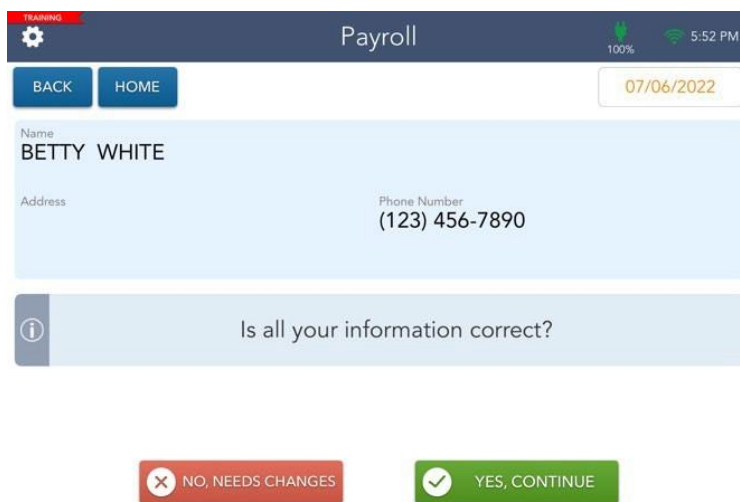 TRAINING
Payroll
100%
5:52 PM
BACK
HOME
07/06/2022
Name
BETTY WHITE
Address
Phone Number
(123) 456-7890
Is all your information correct?
NO, NEEDS CHANGES
YES, CONTINUE